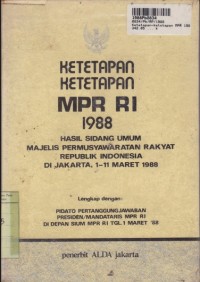 KETETAPAN
KETETAPAN
MPR RI
1988
HASIL SIDANG UMUM
MAJELIS PERMUSYAWARATAN RAKYAT
REPUBLIK INDONESIA
DI JAKARTA, 1-11 MARET 1988
Lengkap dengan:
PIDATO PERTANGGUNGJAWABAN
PRESIDEN/MANDATARIS MPR RI
DI DEPAN SIUM MPR RI TGL.1 MARET '88
penerbit ALDA jakarta